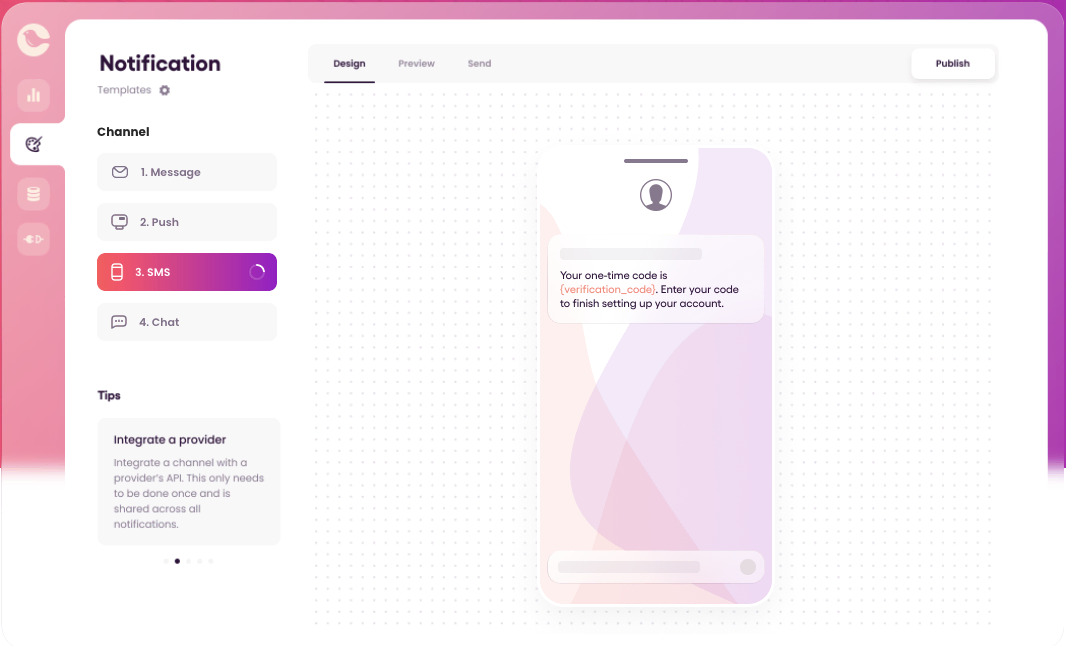 Notification
Templates
Channel
1. Message
2. Push
3. SMS
4. Chat
Tips
Integrate a provider
Integrate a channel with a
provider's API. This only needs
to be done once and is
shared across all
notifications.
Design
Preview
Send
Publish
Your one-time code is
{verification_code}. Enter your code
to finish setting up your account.